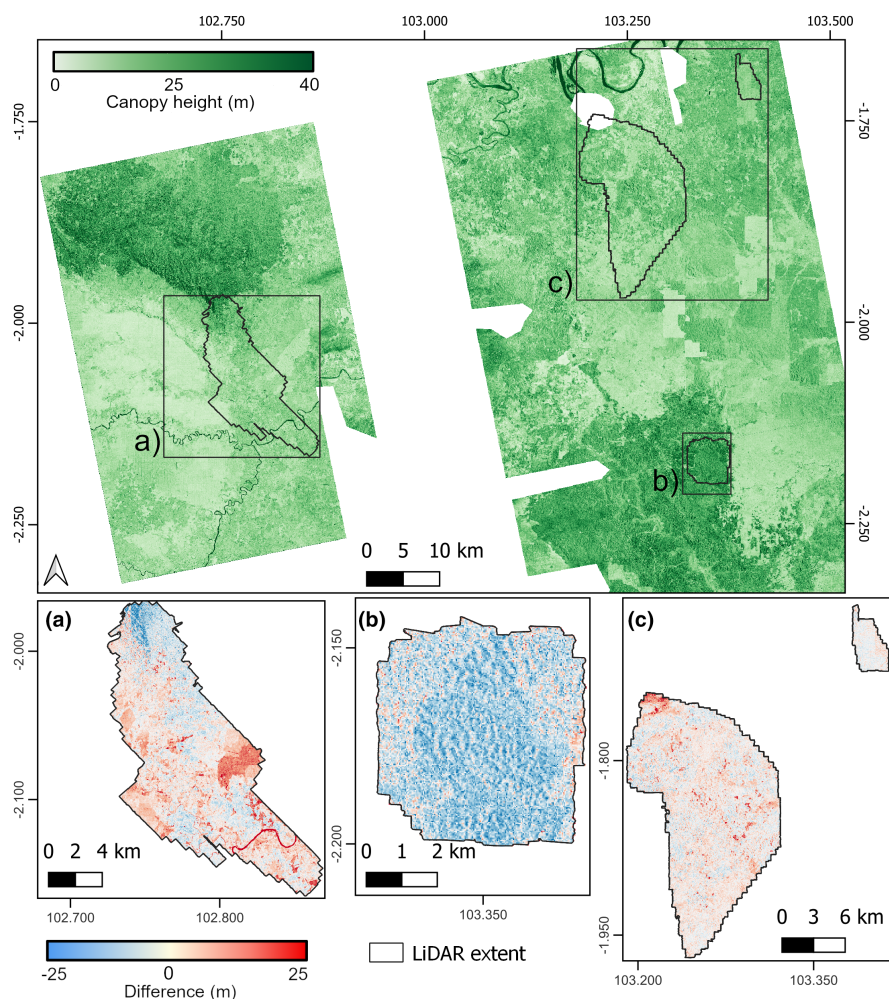 102.750 103.000 103.250 103.500
0 25 40
Canopy height (m)
-1.750 -1.750
c)
-2.000 -2.000
a)
b)
-2.250 -2.250
0 5 10 km
(a) (b) (c)
-2.000 -2.150 -1.800
-2.100 -2.200 -1.950
0 2 4 km
0 1 2 km
0 3 6 km
102.700 102.800 103.350 103.200 103.350
-25 0 25
Difference (m)
LiDAR extent